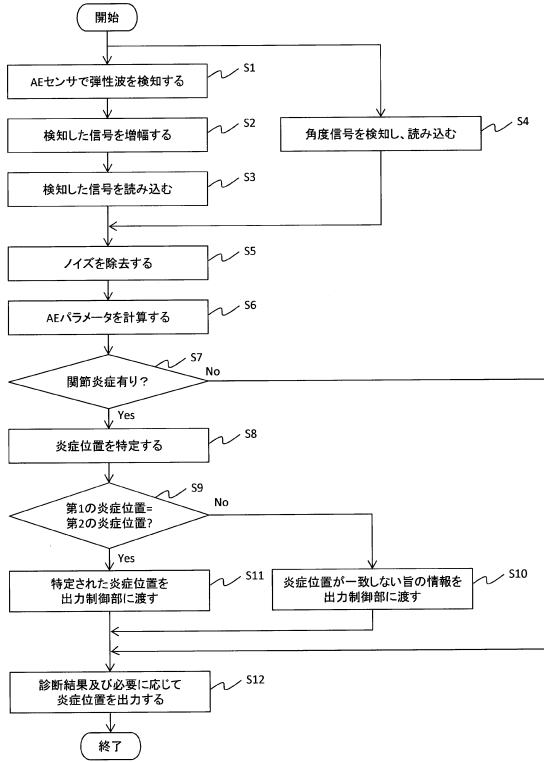 開始
AEセンサで弾性波を検知する
S1
検知した信号を増幅する
S2
角度信号を検知し、読み込む
S4
検知した信号を読み込む
S3
ノイズを除去する
S5
AEパラメータを計算する
S6
関節炎症有り?
S7
No
Yes
炎症位置を特定する
S8
第1の炎症位置=
第2の炎症位置?
S9
No
Yes
特定された炎症位置を
出力制御部に渡す
S11
炎症位置が一致しない旨の情報を
出力制御部に渡す
S10
診断結果及び必要に応じて
炎症位置を出力する
S12
終了